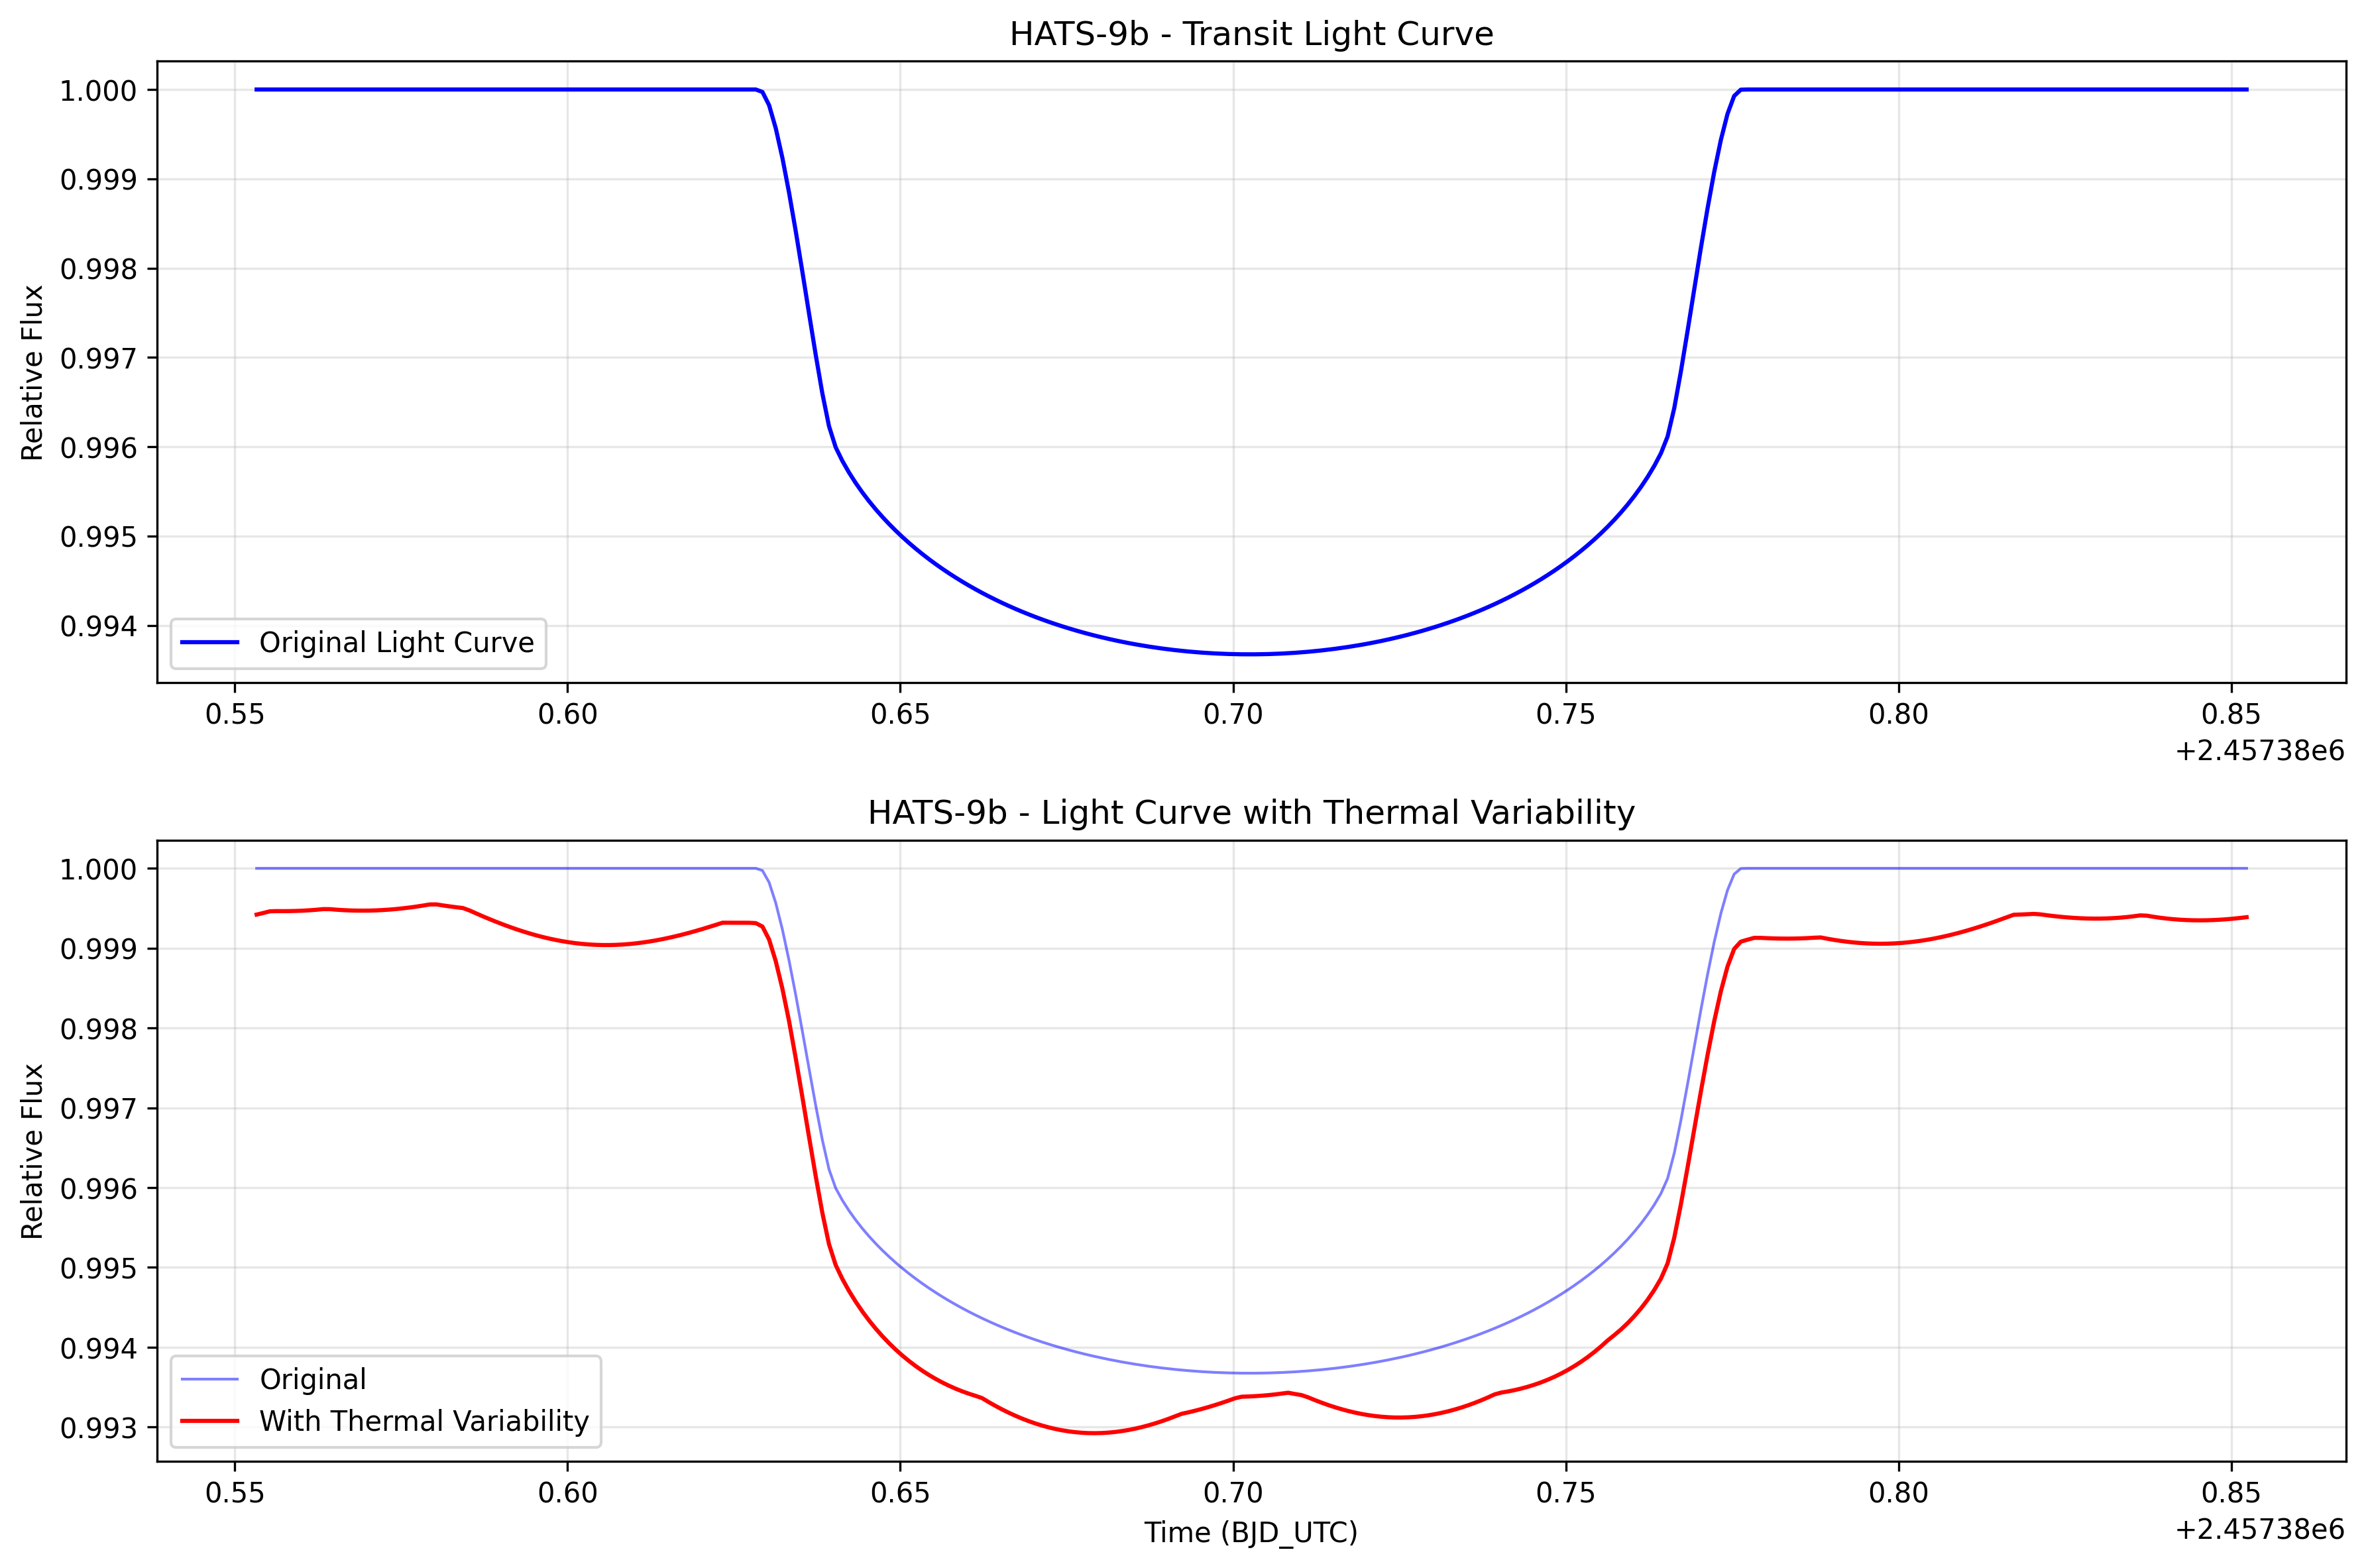 HATS-9b - Transit Light Curve
Relative Flux
1.000
0.999
0.998
0.997
0.996
0.995
0.994
Original Light Curve
0.55 0.60 0.65 0.70 0.75 0.80 0.85
+2.45738e6
HATS-9b - Light Curve with Thermal Variability
Relative Flux
1.000
0.999
0.998
0.997
0.996
0.995
0.994
0.993
Original
With Thermal Variability
0.55 0.60 0.65 0.70 0.75 0.80 0.85
+2.45738e6
Time (BJD_UTC)